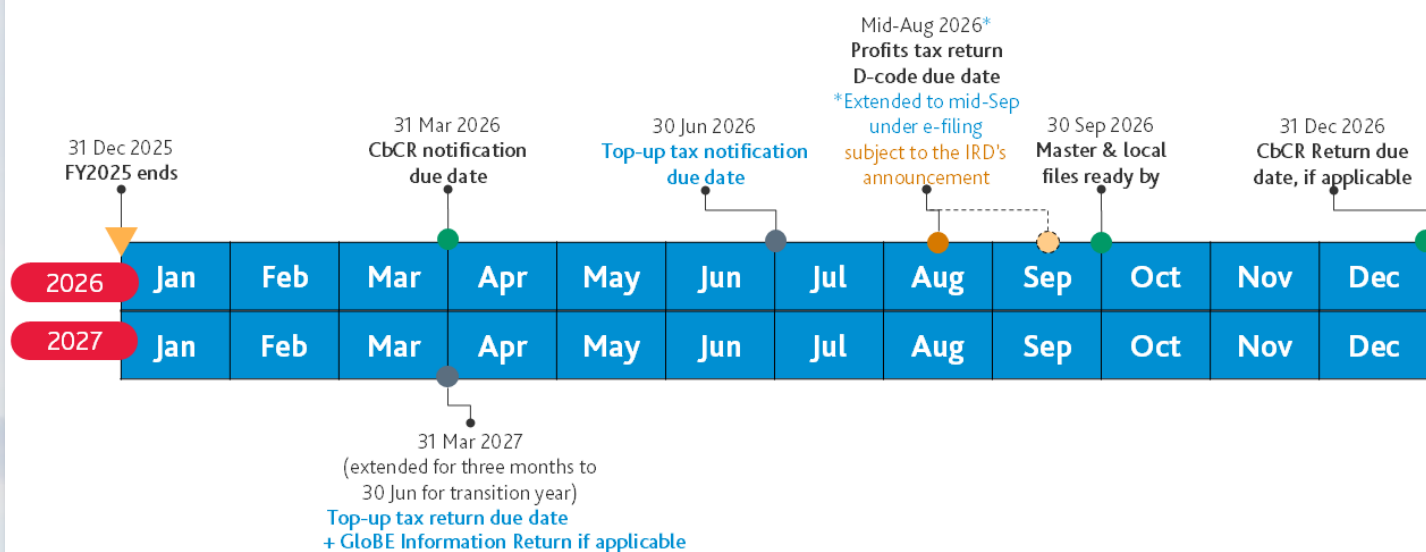 Mid-Aug 2026*
Profits tax return
D-code due date
*Extended to mid-Sep
under e-filing
subject to the IRD's
announcement
31 Dec 2025
FY2025 ends
31 Mar 2026
CbCR notification
due date
30 Jun 2026
Top-up tax notification
due date
30 Sep 2026
Master & local
files ready by
31 Dec 2026
CbCR Return due
date, if applicable
2026 Jan Feb Mar Apr May Jun Jul Aug Sep Oct Nov Dec
2027 Jan Feb Mar Apr May Jun Jul Aug Sep Oct Nov Dec
31 Mar 2027
(extended for three months to
30 Jun for transition year)
Top-up tax return due date
+ GloBE Information Return if applicable